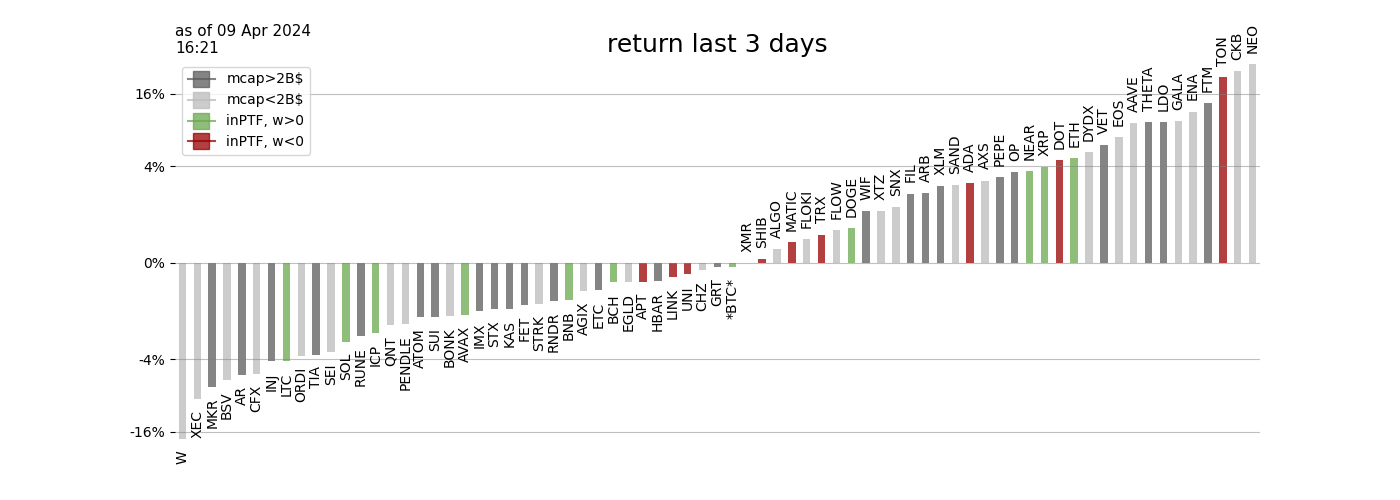 as of 09 Apr 2024
16:21
return last 3 days
mcap>2B$
mcap<2B$
inPTF, w>0
inPTF, w<0
16%
4%
0%
-4%
-16%
W
XEC
MKR
BSV
AR
CFX
INJ
LTC
ORDI
TIA
SEI
SOL
RUNE
ICP
QNT
PENDLE
ATOM
SUI
BONK
AVAX
IMX
STX
KAS
FET
STRK
RNDR
BNB
AGIX
ETC
BCH
EGLD
APT
HBAR
LINK
UNI
CHZ
GRT
*BTC*
XMR
SHIB
ALGO
MATIC
FLOKI
TRX
FLOW
DOGE
WIF
XTZ
SNX
FIL
ARB
XLM
SAND
ADA
AXS
PEPE
OP
NEAR
XRP
DOT
ETH
DYDX
VET
EOS
AAVE
THETA
LDO
GALA
ENA
FTM
TON
CKB
NEO